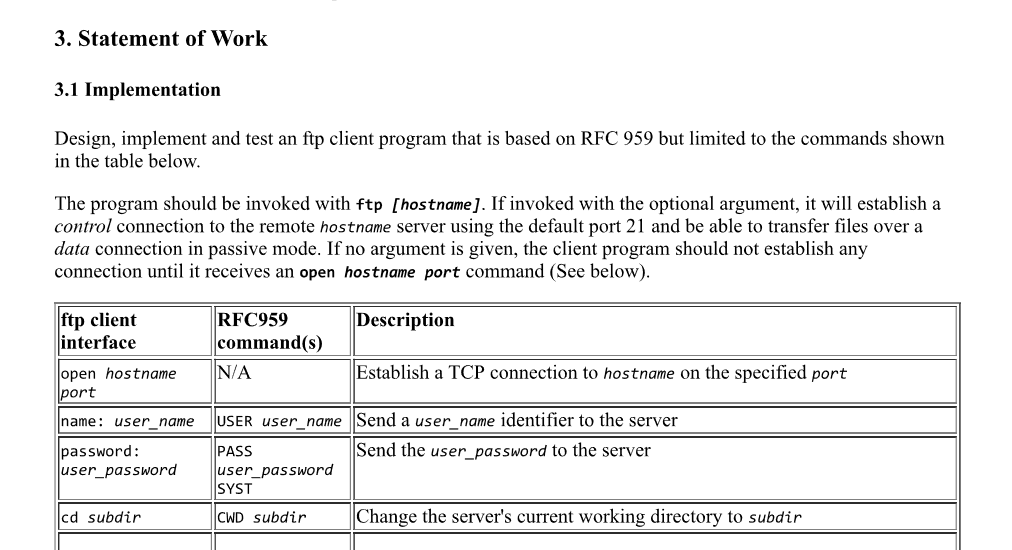 3. Statement of Work
3.1 Implementation
Design, implement and test an ftp client program that is based on RFC 959 but limited to the commands shown
in the table below.
The program should be invoked with ftp [hostname]. If invoked with the optional argument, it will establish a
control connection to the remote hostname server using the default port 21 and be able to transfer files over a
data connection in passive mode. If no argument is given, the client program should not establish any
connection until it receives an open hostname port command (See below).
ftp client
interface
RFC959
command(s)
Description
open hostname
port
N/A
Establish a TCP connection to hostname on the specified port
name: user_name
USER user_name
Send a user_name identifier to the server
password:
user_password
PASS
user_password
SYST
Send the user_password to the server
cd subdir
CWD subdir
Change the server's current working directory to subdir